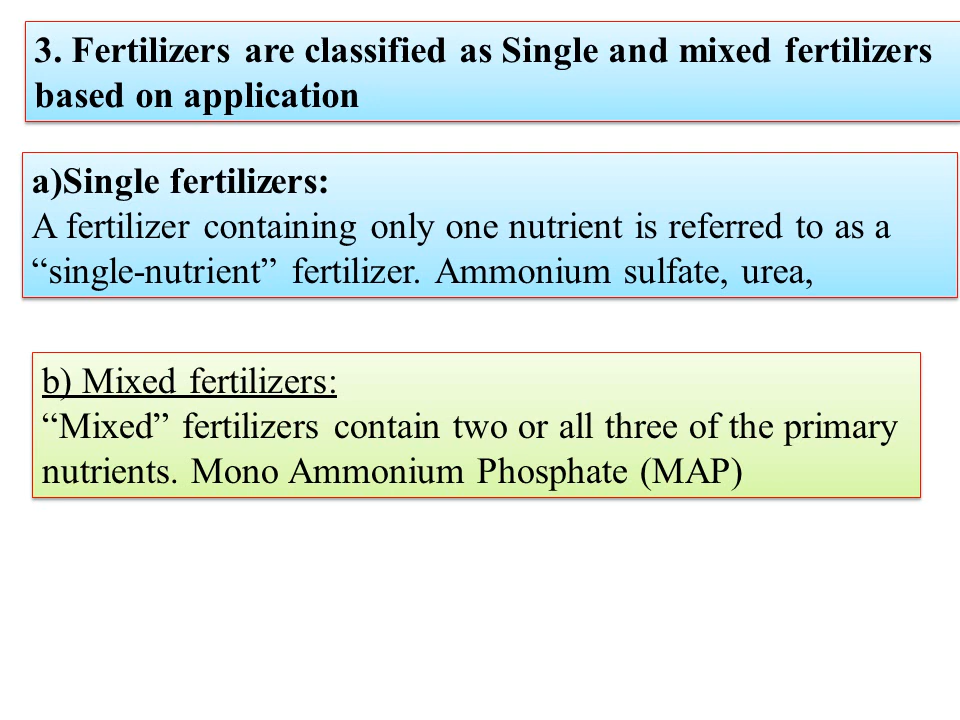 3. Fertilizers are classified as Single and mixed fertilizers
based on application
a)Single fertilizers:
A fertilizer containing only one nutrient is referred to as a
“single-nutrient” fertilizer. Ammonium sulfate, urea,
b) Mixed fertilizers:
“Mixed” fertilizers contain two or all three of the primary
nutrients. Mono Ammonium Phosphate (MAP)